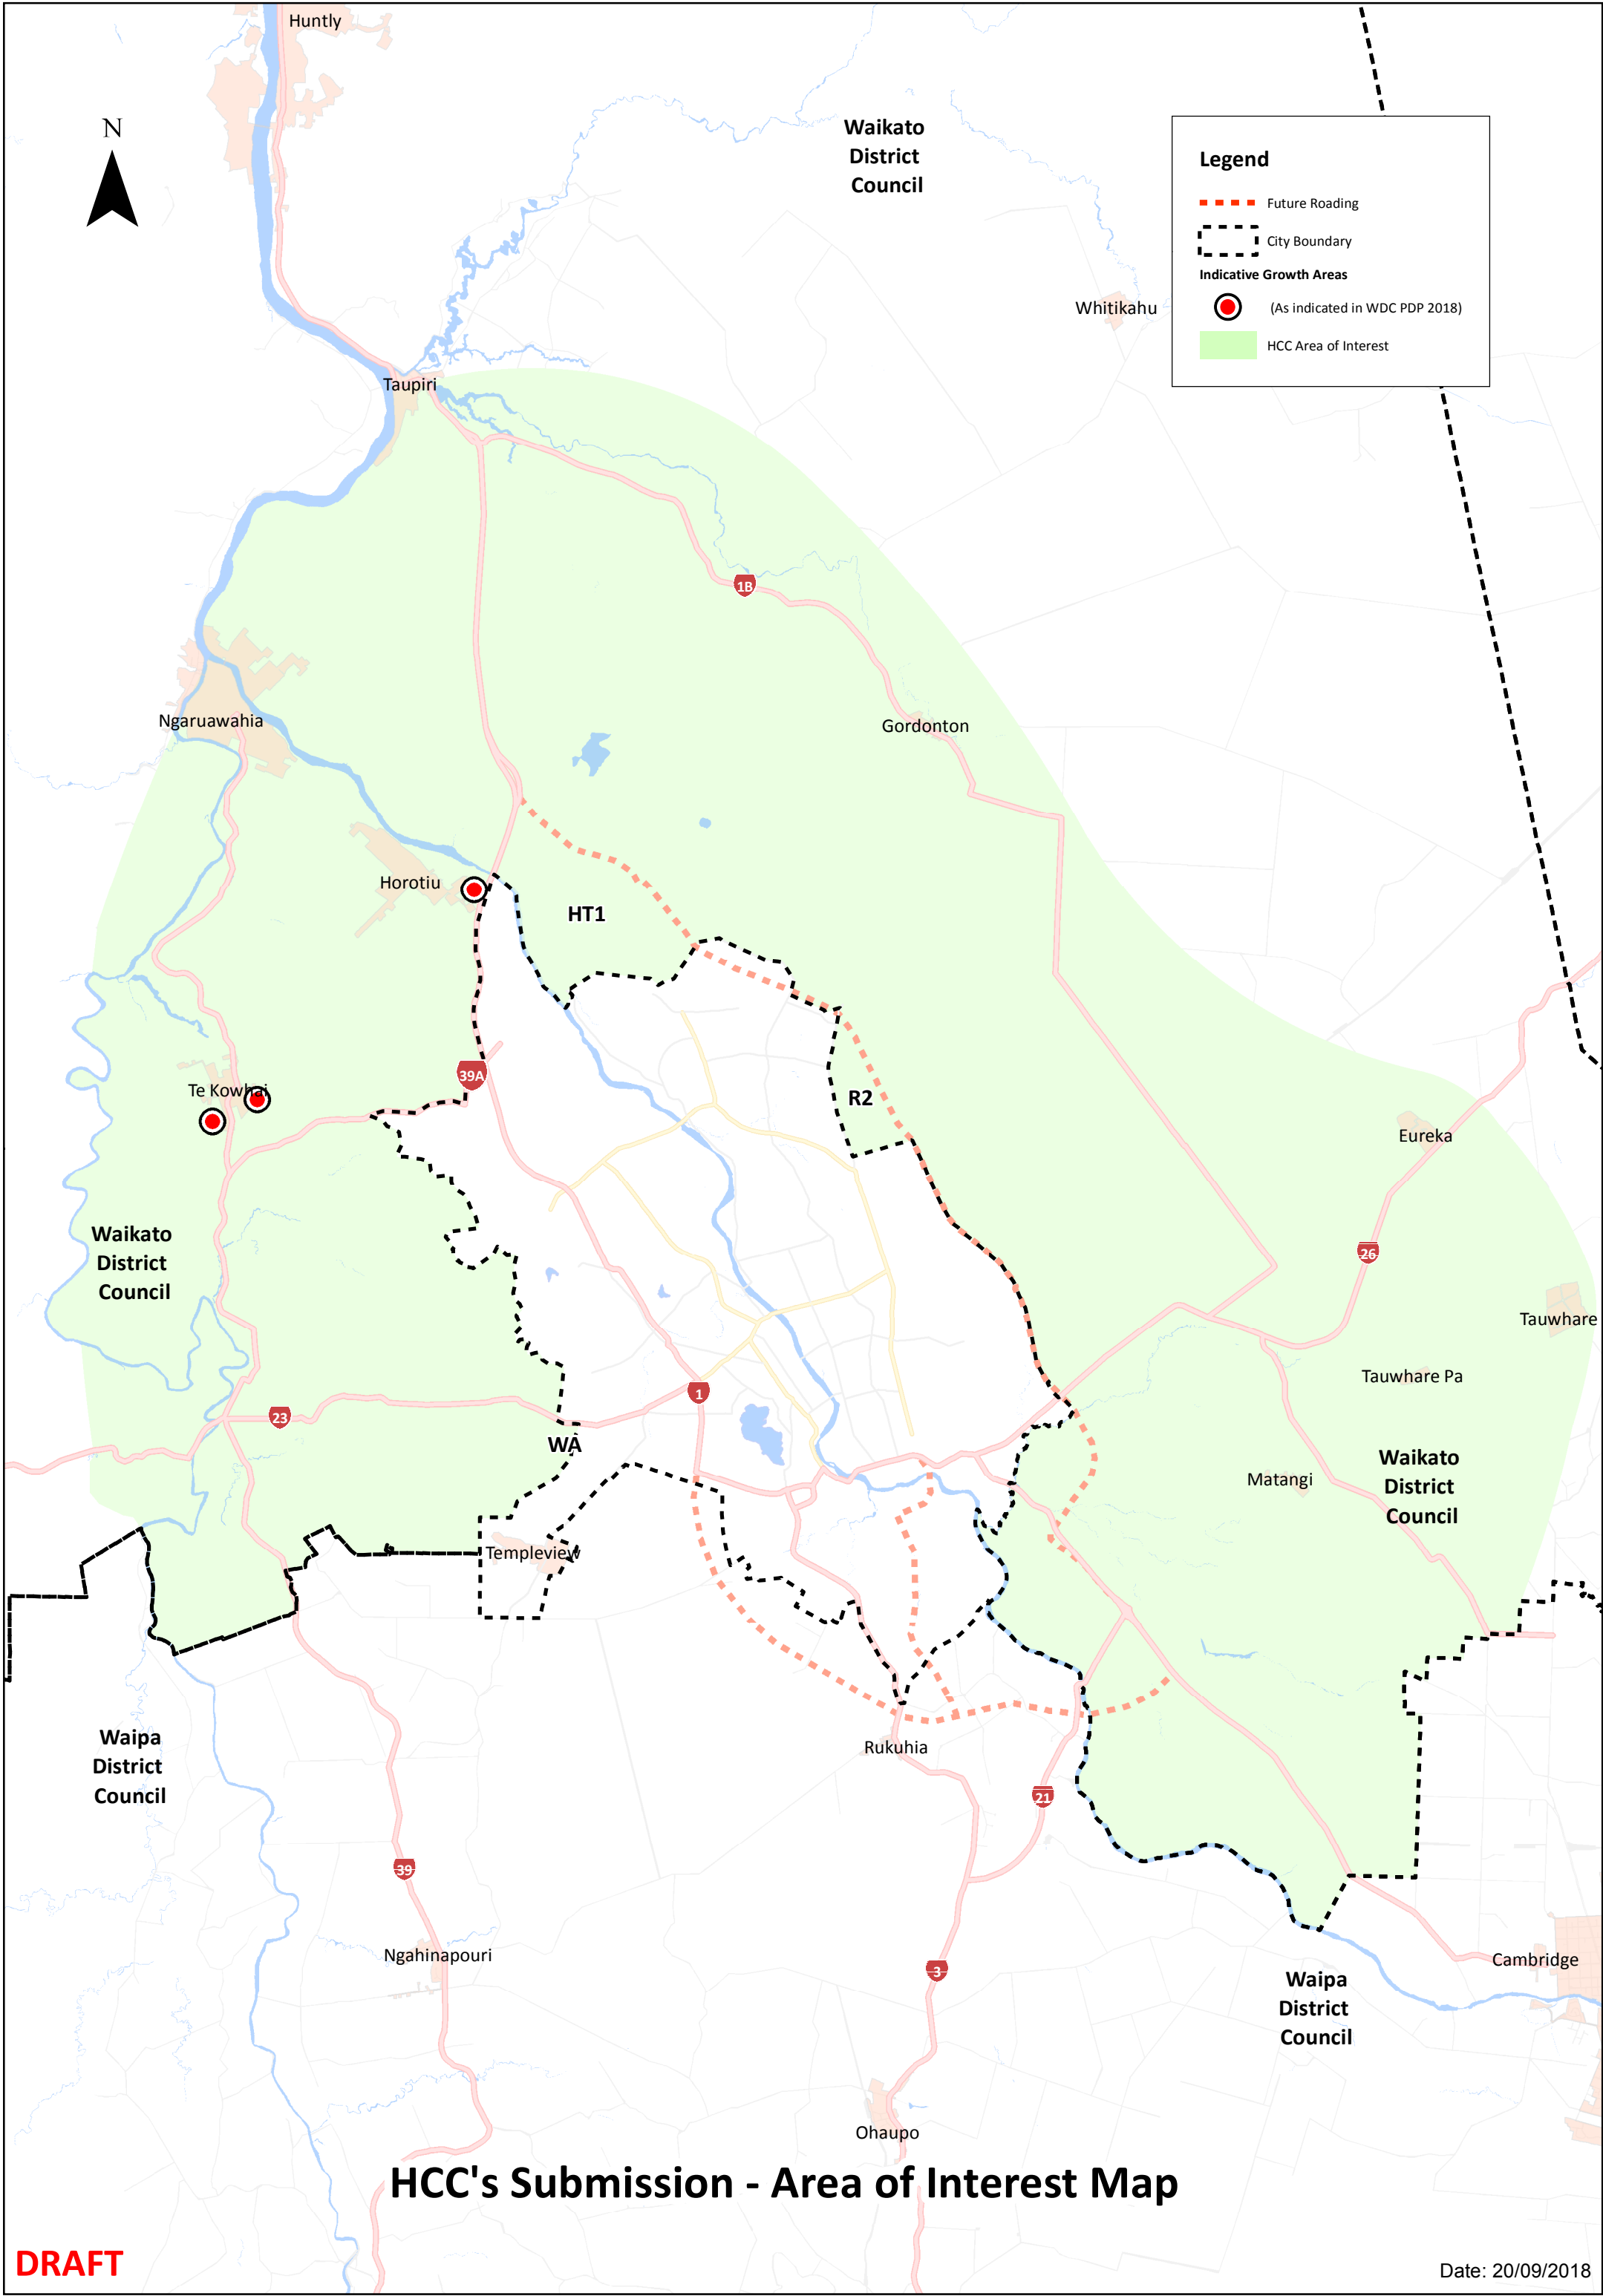 Huntly
N
Waikato
District
Council
Legend
Future Roading
City Boundary
Indicative Growth Areas
(As indicated in WDC PDP 2018)
HCC Area of Interest
Whitikahu
Taupiri
1B
Ngaruawahia
Gordonton
Horotiu
HT1
39A
Te Kowhai
R2
Eureka
Waikato
District
Council
26
Tauwhare
Tauwhare Pa
1
23
WA
Waikato
District
Council
Matangi
Templeview
Waipa
District
Council
Rukuhia
21
39
Ngahinapouri
3
Cambridge
Waipa
District
Council
Ohaupo
HCC's Submission - Area of Interest Map
DRAFT
Date: 20/09/2018